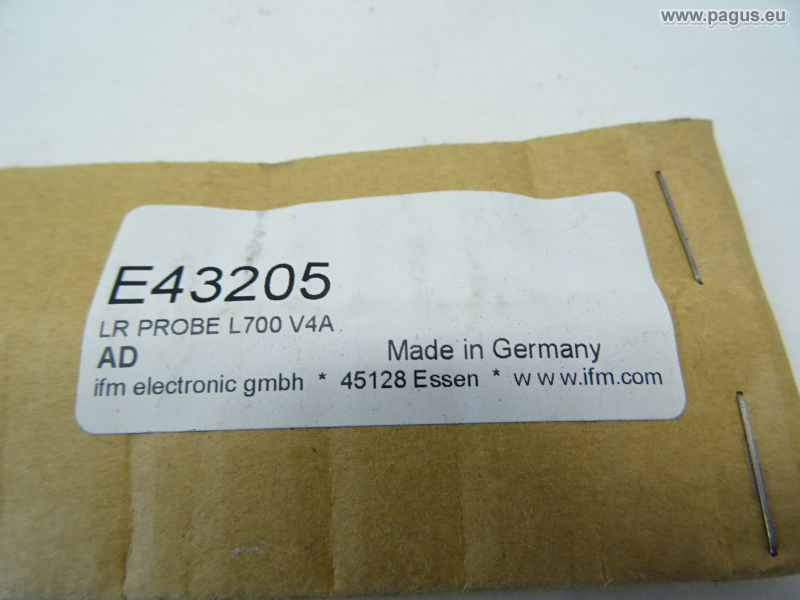 www.pagus.eu
E43205
LR PROBE L700 V4A
AD Made in Germany
ifm electronic gmbh * 45128 Essen * www.ifm.com